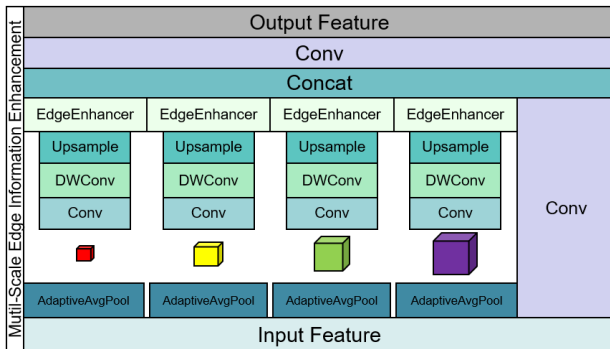 Mutil-Scale Edge Information Enhancement
Output Feature
Conv
Concat
EdgeEnhancer EdgeEnhancer EdgeEnhancer EdgeEnhancer
Upsample Upsample Upsample Upsample
DWConv DWConv DWConv DWConv
Conv Conv Conv Conv
Conv
AdaptiveAvgPool AdaptiveAvgPool AdaptiveAvgPool AdaptiveAvgPool
Input Feature